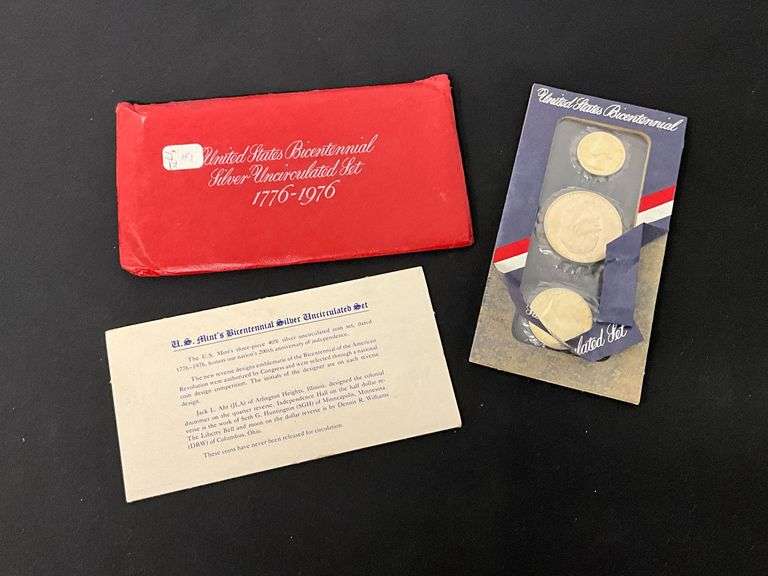 United States Bicentennial
Silver Uncirculated Set
1776-1976
United States Bicentennial
ulated Set
U.S. Mint's Bicentennial Silver Uncirculated Set
The U.S. Mint's three-piece 40% silver uncirculated coin set, dated
1776-1976, honors our nation's 200th anniversary of independence.
The new reverse designs emblematic of the Bicentennial of the American
Revolution were authorized by Congress and were selected through a national
coin design competition. The initials of the designer are on each reverse
design.
Jack L. Ahr (JLA) of Arlington Heights, Illinois, designed the colonial
drummer on the quarter reverse. Independence Hall on the half dollar re-
verse is the work of Seth G. Huntington (SGH) of Minneapolis, Minnesota.
The Liberty Bell and moon on the dollar reverse is by Dennis R. Williams
(DRW) of Columbus, Ohio.
These coins have never been released for circulation.